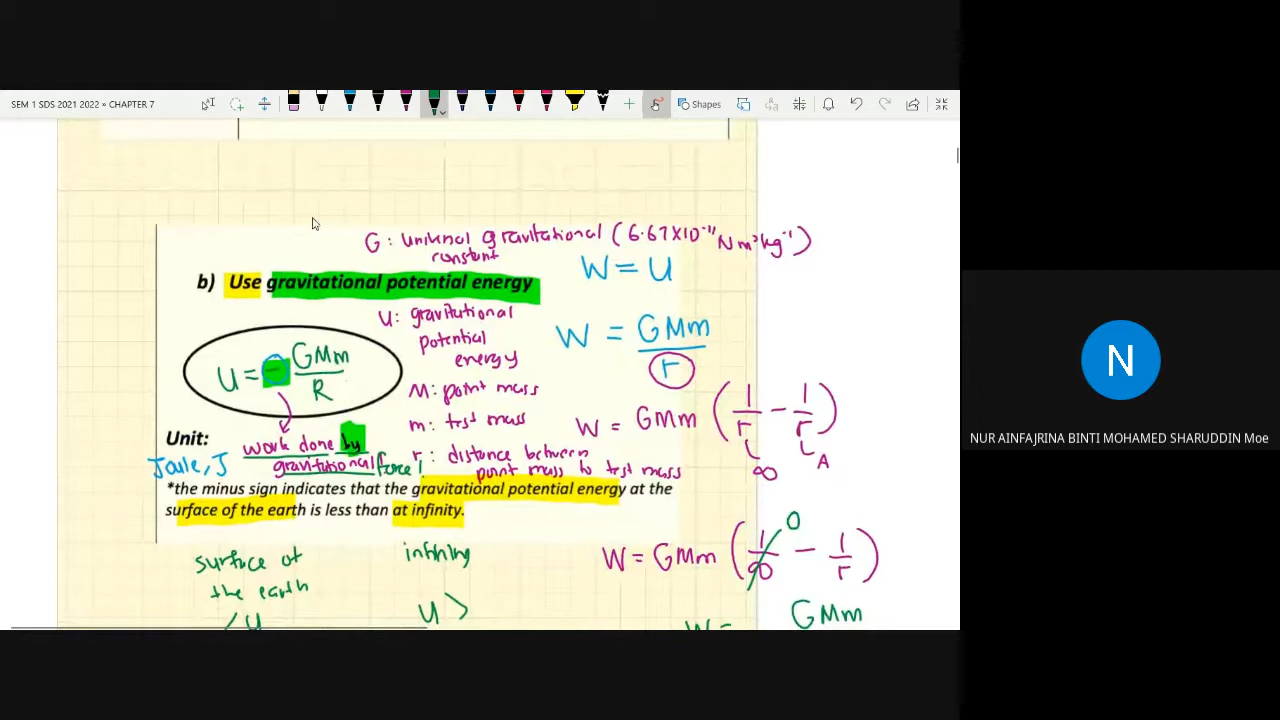 SEM 1 SDS 2021 2022 » CHAPTER 7
Shapes
G : universal gravitational (6.67x10⁻¹¹ Nm²kg⁻¹)
constant
W = U
b) Use gravitational potential energy
U = - GMm / R
U: gravitational
potential
energy
W = GMm / r
M: point mass
m: test mass
W = GMm (1/r - 1/r)
∞ A
r : distance between
point mass to test mass
Unit:
Joule, J
work done by
gravitational force!
*the minus sign indicates that the gravitational potential energy at the
surface of the earth is less than at infinity.
surface of
the earth
< U
U >
W = GMm (1/∞ - 1/r)
0
W = GMm
N
NUR AINFAJRINA BINTI MOHAMED SHARUDDIN Moe